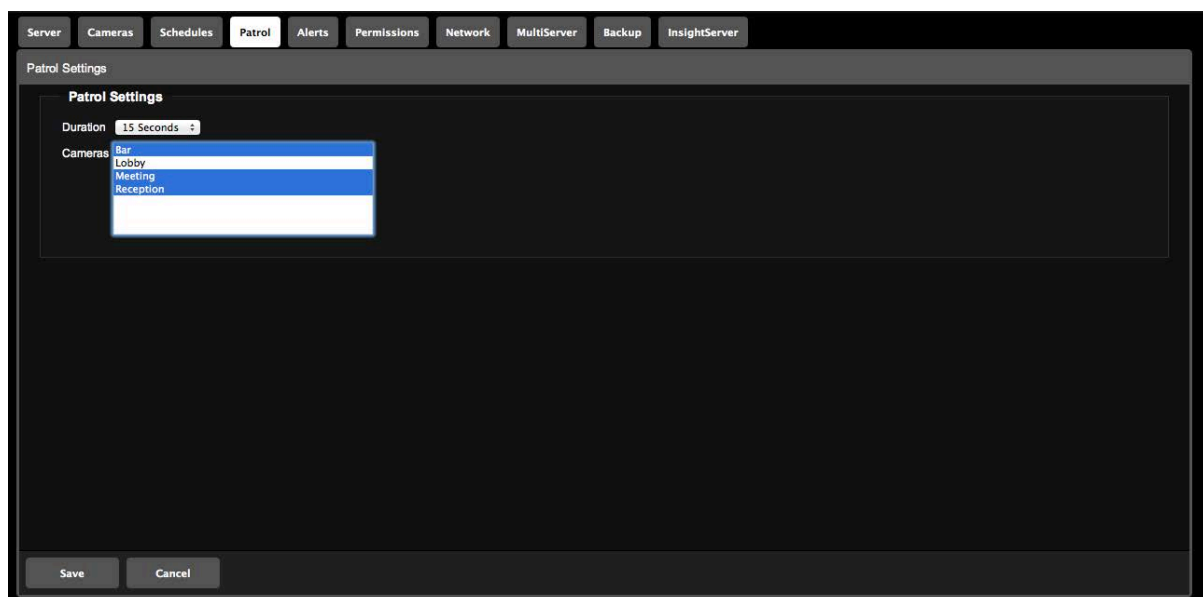 Server Cameras Schedules Patrol Alerts Permissions Network MultiServer Backup InsightServer
Patrol Settings
Patrol Settings
Duration 15 Seconds
Cameras Bar
Lobby
Meeting
Reception
Save Cancel